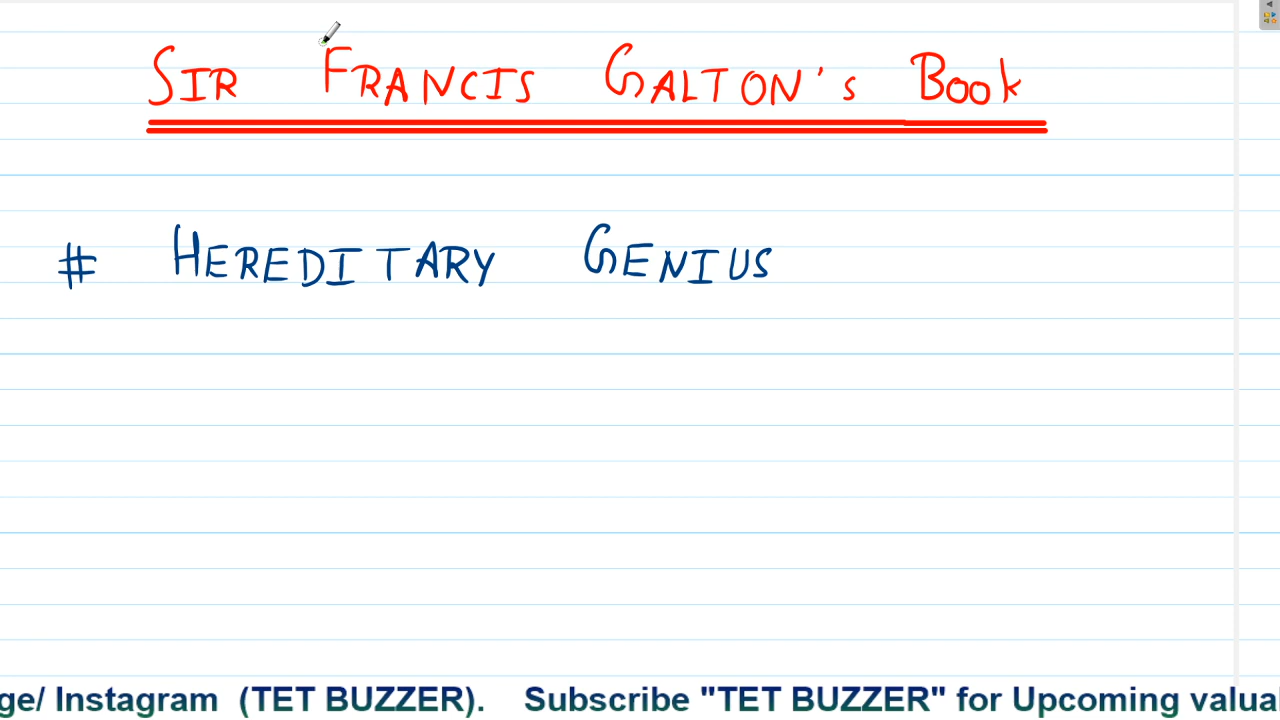 SIR FRANCIS GALTON's Book
# HEREDITARY GENIUS
ge/ Instagram (TET BUZZER). Subscribe "TET BUZZER" for Upcoming valua